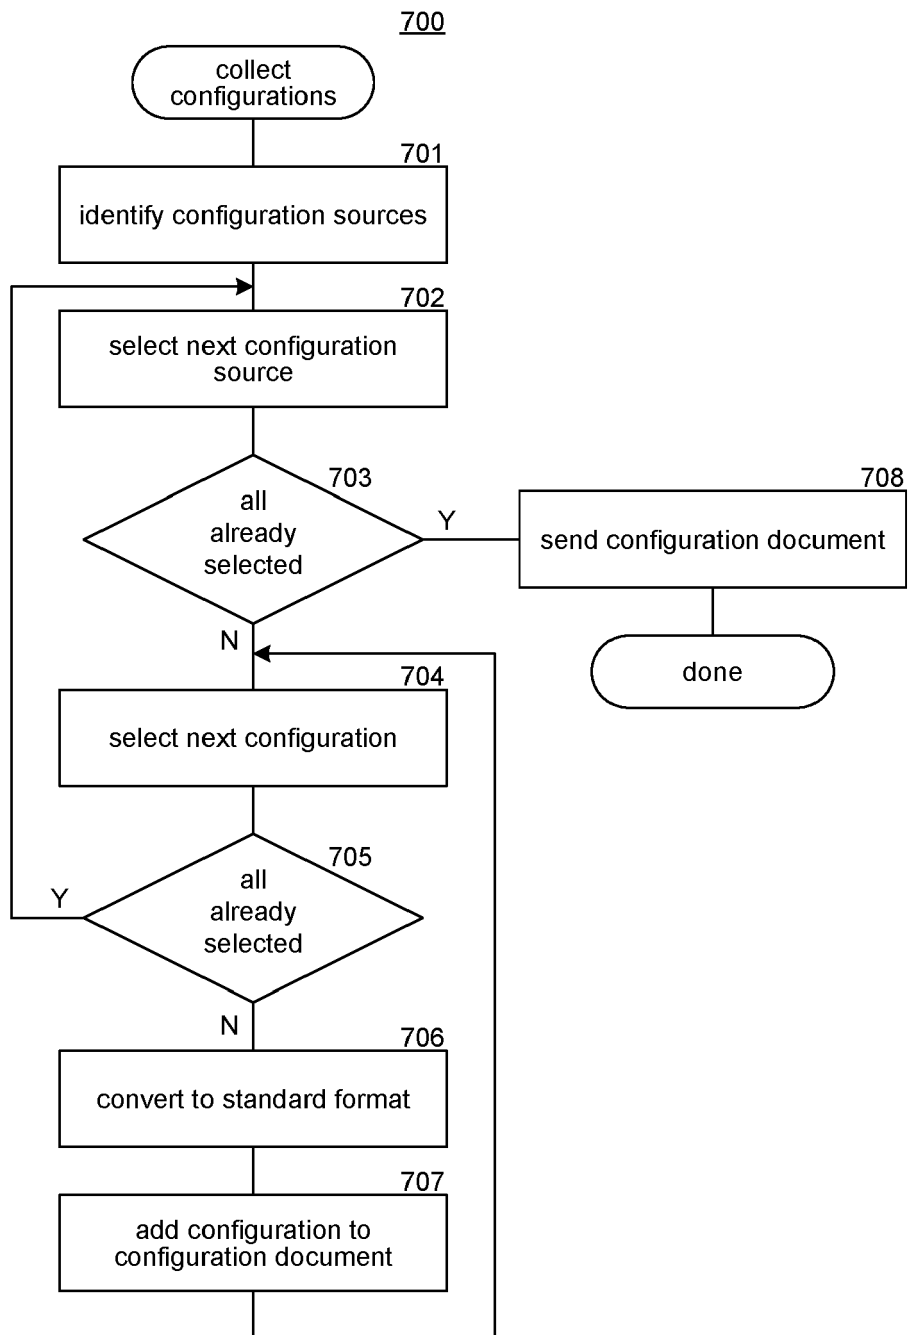 700
collect
configurations
701
identify configuration sources
702
select next configuration
source
703
all
already
selected
Y
708
send configuration document
done
N
704
select next configuration
705
all
already
selected
Y
N
706
convert to standard format
707
add configuration to
configuration document